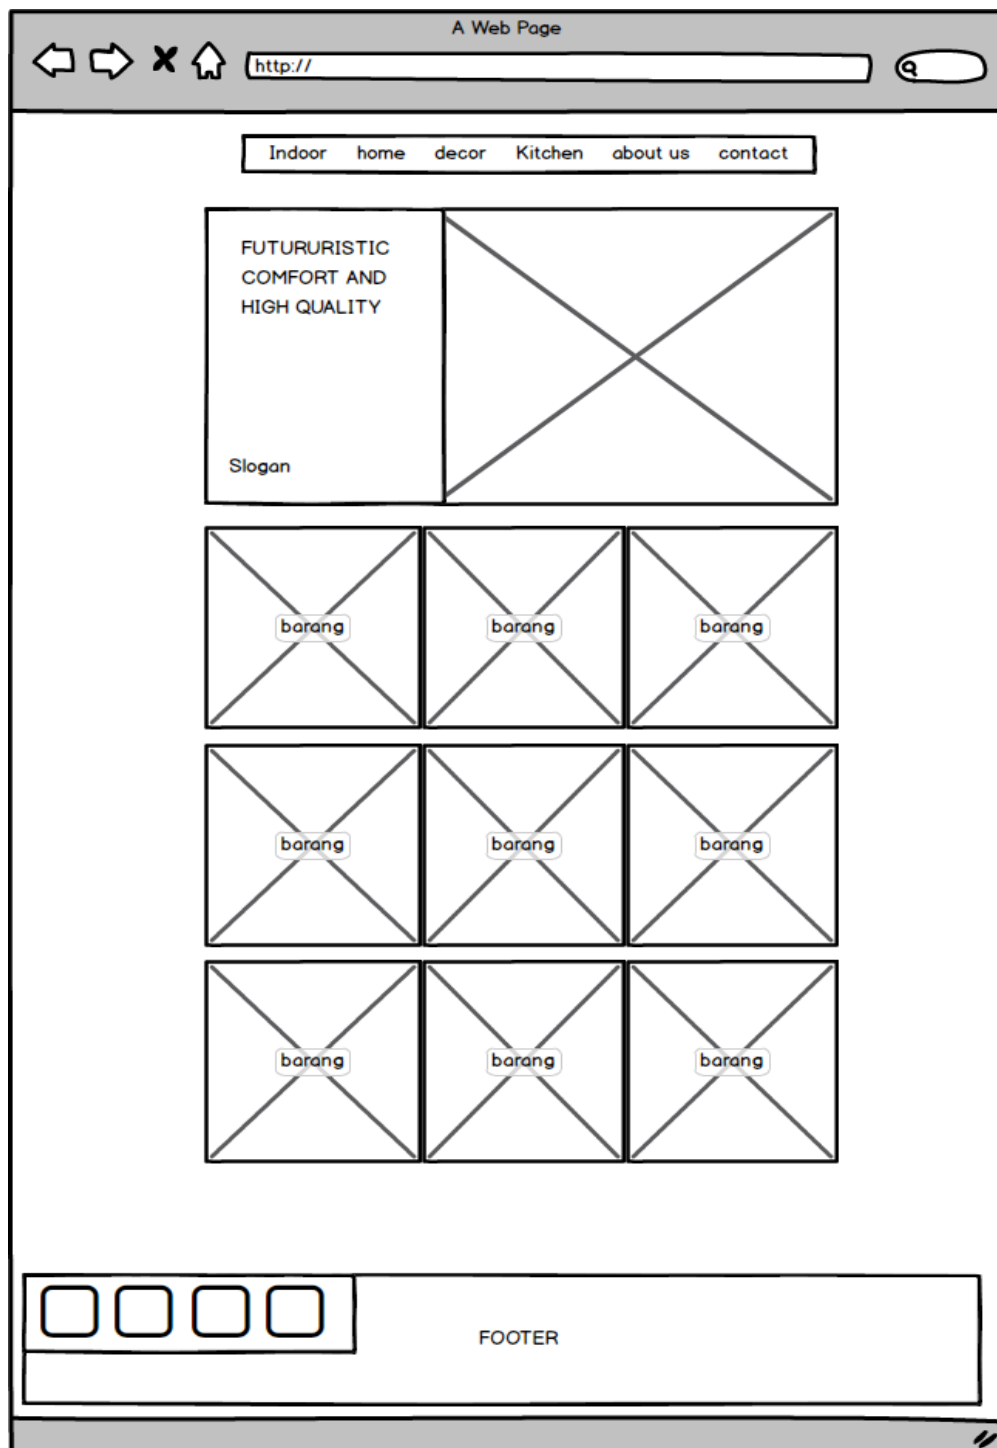 A Web Page
http://
Indoor home decor Kitchen about us contact
FUTURURISTIC
COMFORT AND
HIGH QUALITY
Slogan
barang barang barang
barang barang barang
barang barang barang
FOOTER